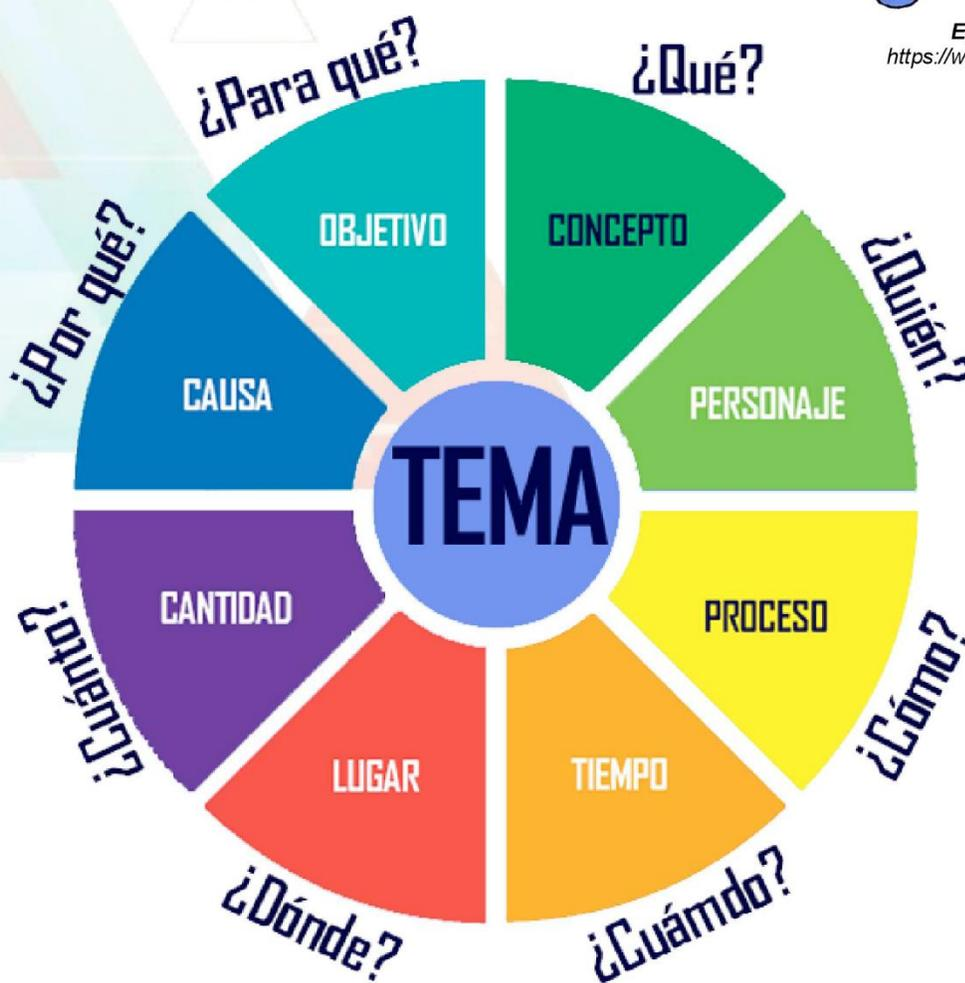 E
https://w
¿Para qué?
¿Qué?
¿Por qué?
OBJETIVO
CONCEPTO
¿Quién?
CAUSA
PERSONAJE
TEMA
CANTIDAD
PROCESO
¿Cuánto?
¿Cómo?
LUGAR
TIEMPO
¿Dónde?
¿Cuámdo?